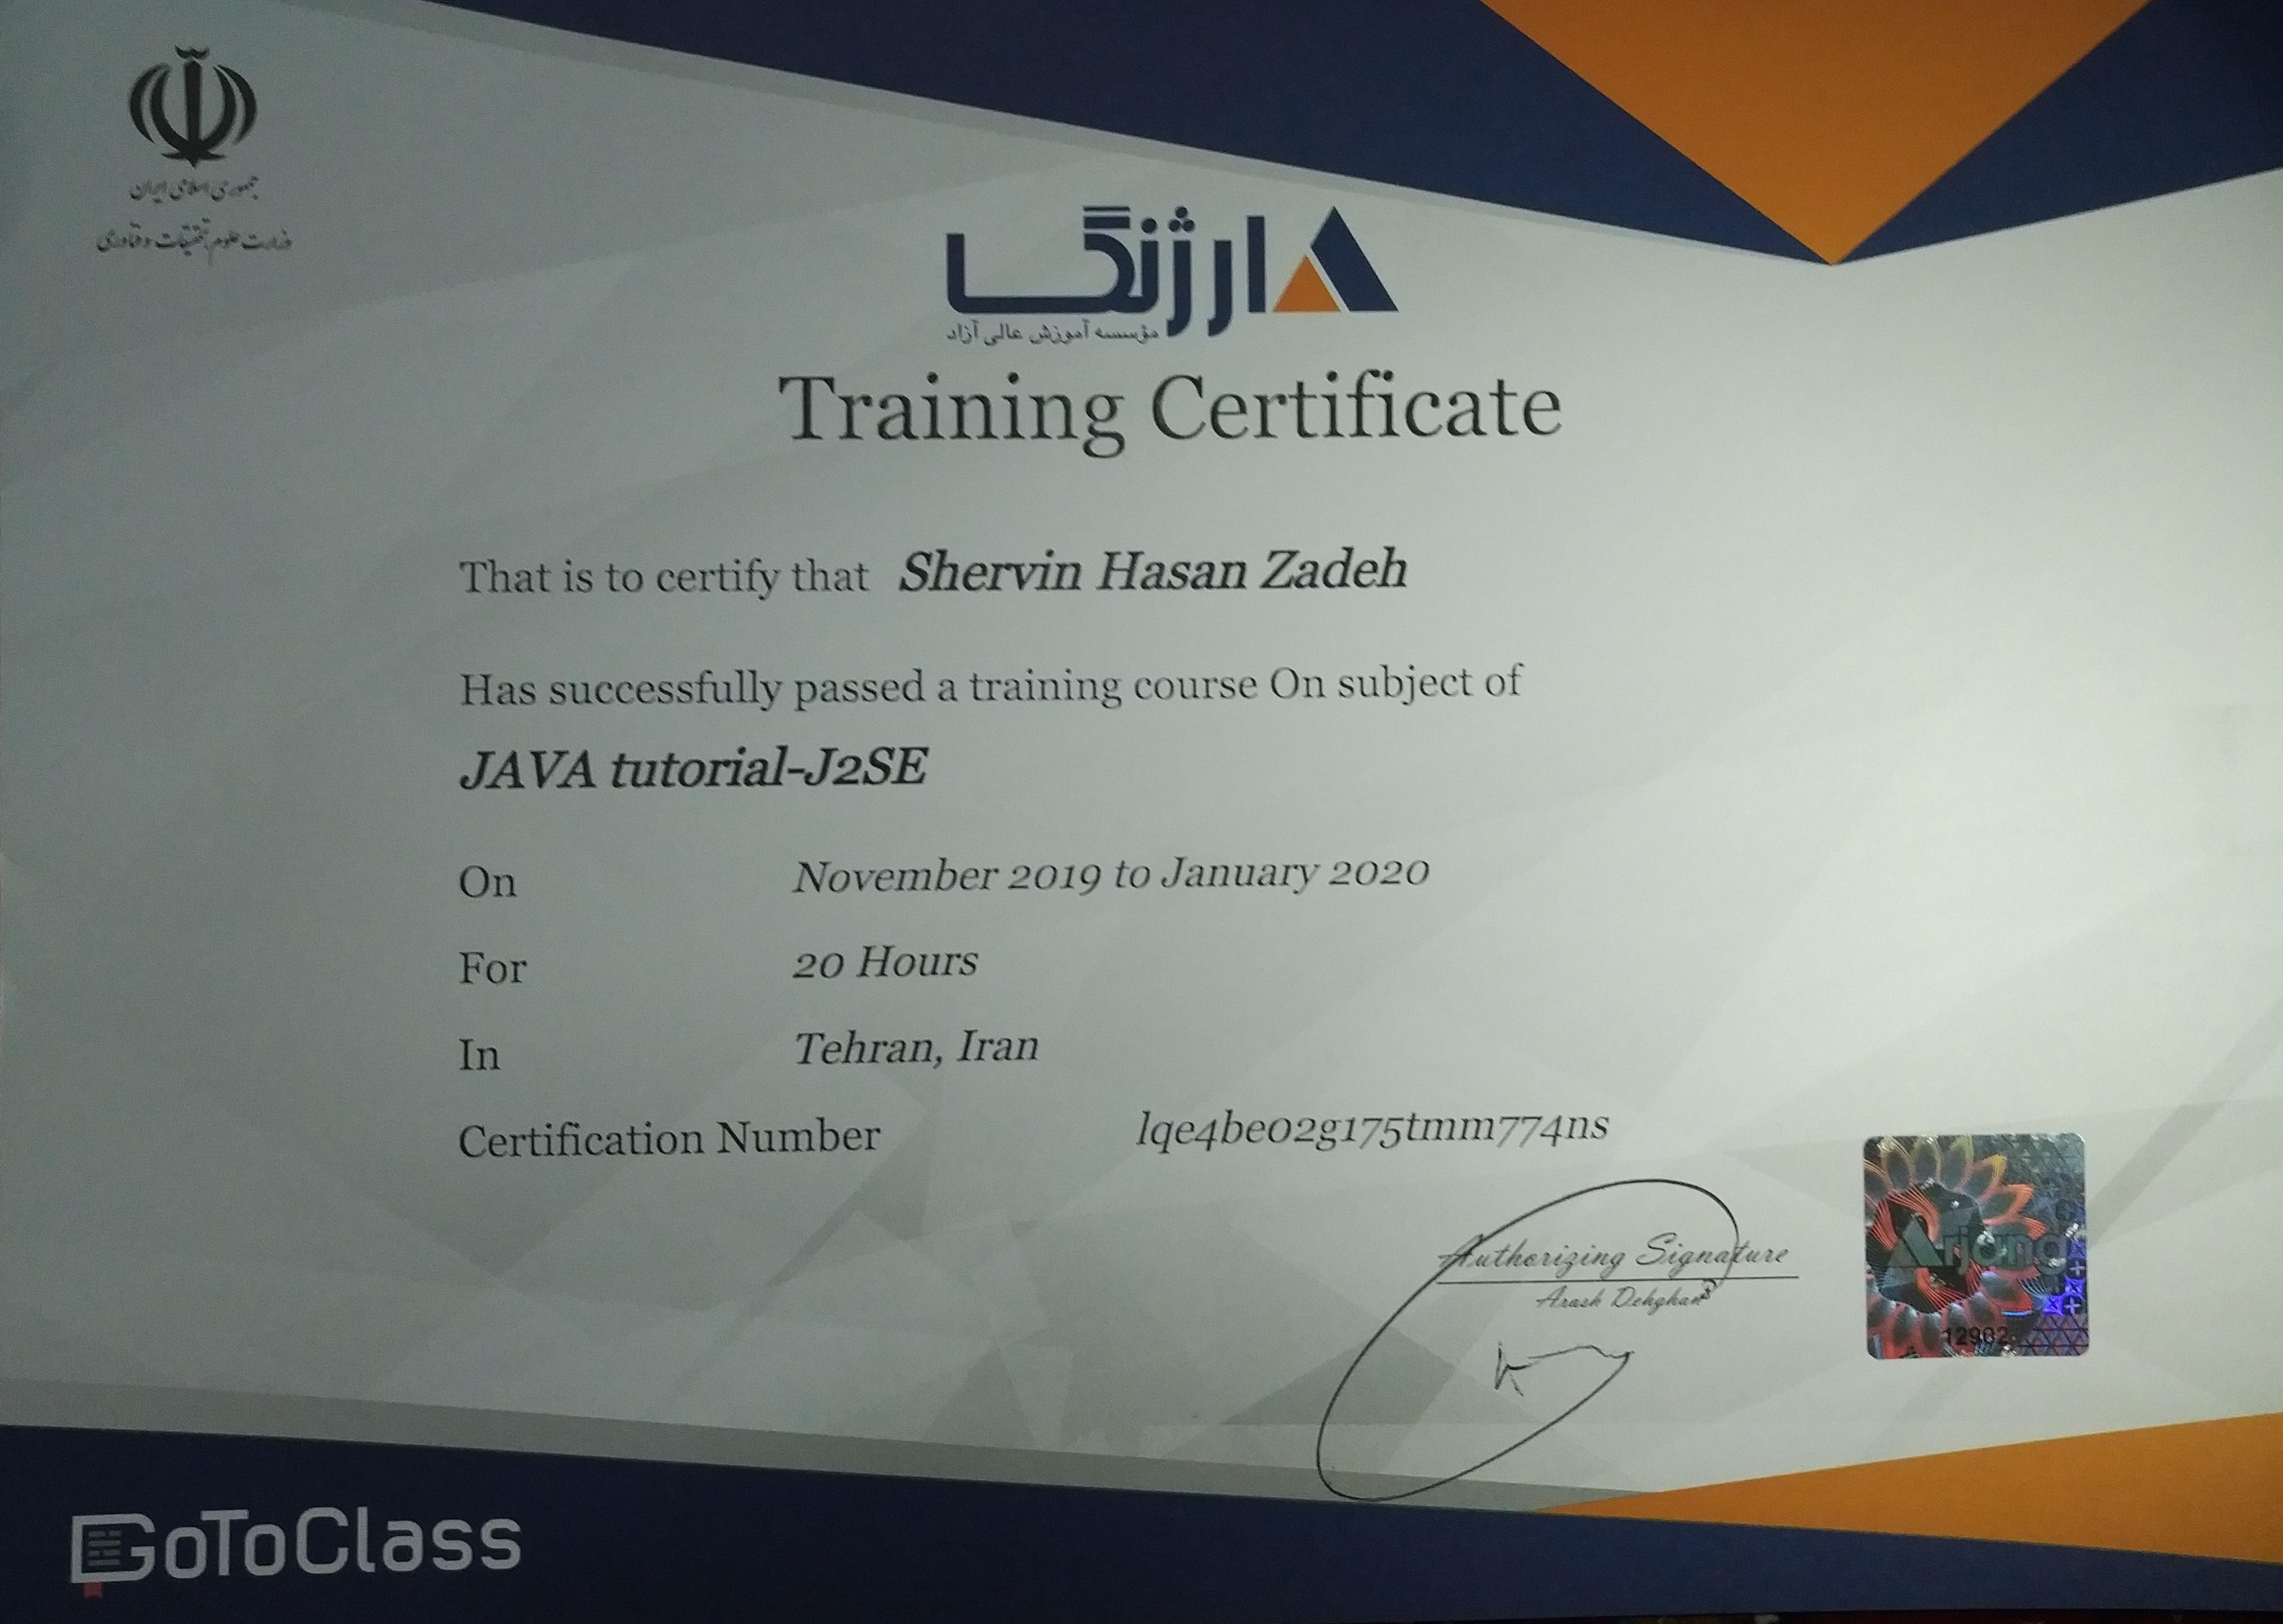 جمهوری اسلامی ایران
وزارت علوم، تحقیقات و فناوری
ارژنگ
مؤسسه آموزش عالی آزاد
Training Certificate
That is to certify that Shervin Hasan Zadeh
Has successfully passed a training course On subject of
JAVA tutorial-J2SE
On November 2019 to January 2020
For 20 Hours
In Tehran, Iran
Certification Number lqe4be02g175tmm774ns
Authorizing Signature
Arash Dehghan
Arjang
12902
GoToClass